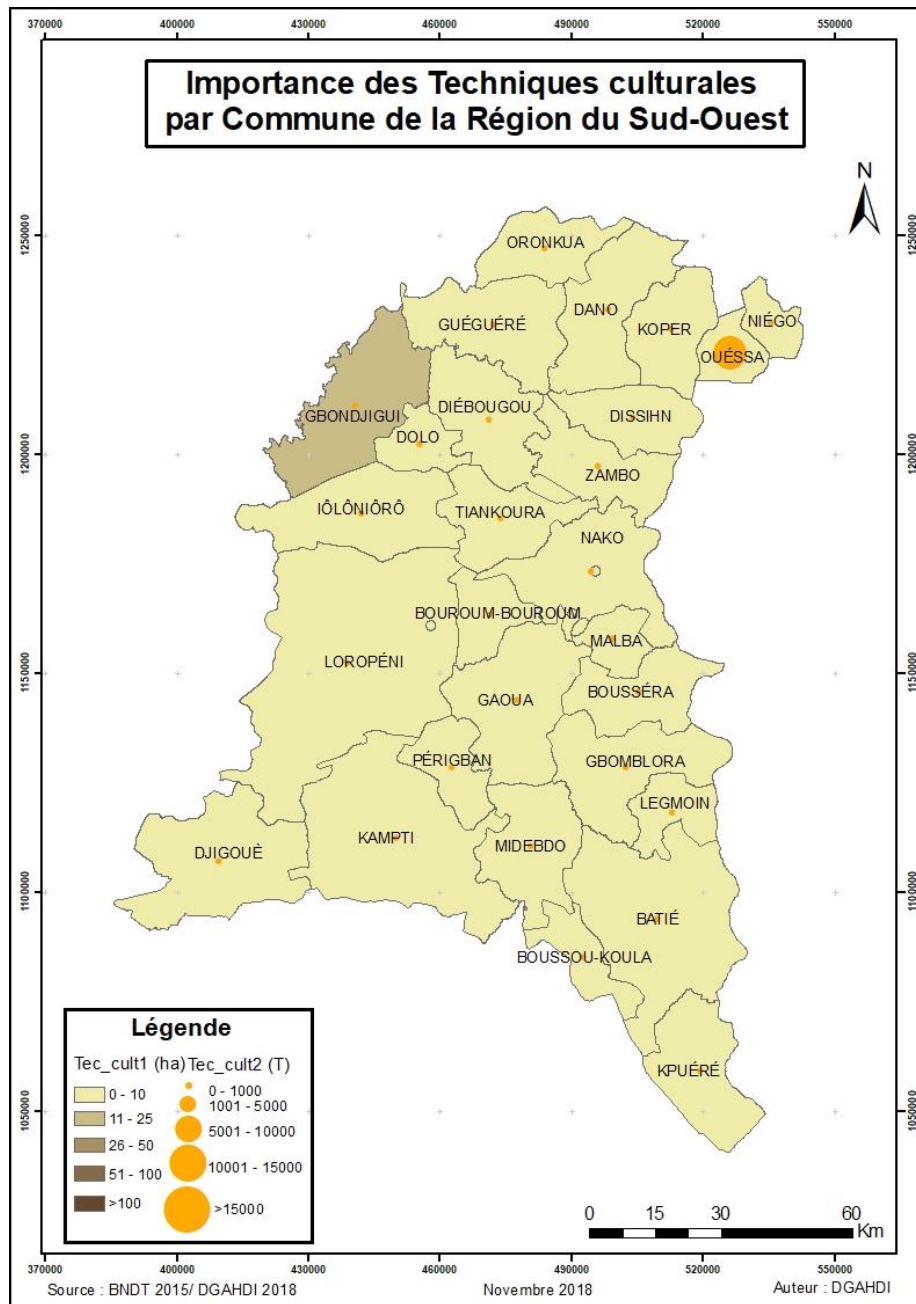 370000 400000 430000 460000 490000 520000 550000
Importance des Techniques culturales
par Commune de la Région du Sud-Ouest
N
1250000 1250000
ORONKUA
DANO
NIÉGO
GUÉGUÉRÉ
KOPER
OUÉSSA
DIÉBOUGOU
GBONDJIGUI
DISSIHN
DOLO
1200000 1200000
ZAMBO
IÔLÔNIÔRÔ
TIANKOURA
NAKO
BOUROUM-BOUROUM
MALBA
LOROPÉNI
1150000 1150000
BOUSSÉRA
GAOUA
PÉRIGBAN
GBOMBLORA
LEGMOIN
KAMPTI
MIDEBDO
DJIGOUÈ
1100000 1100000
BATIÉ
BOUSSOU-KOULA
KPUÉRÉ
1050000 1050000
Légende
Tec_cult1 (ha) Tec_cult2 (T)
0 - 10 0 - 1000
1001 - 5000
11 - 25 5001 - 10000
26 - 50
51 - 100 10001 - 15000
>100 >15000
0 15 30 60
Km
370000 400000 430000 460000 490000 520000 550000
Source : BNDT 2015/ DGAHDI 2018 Novembre 2018 Auteur : DGAHDI